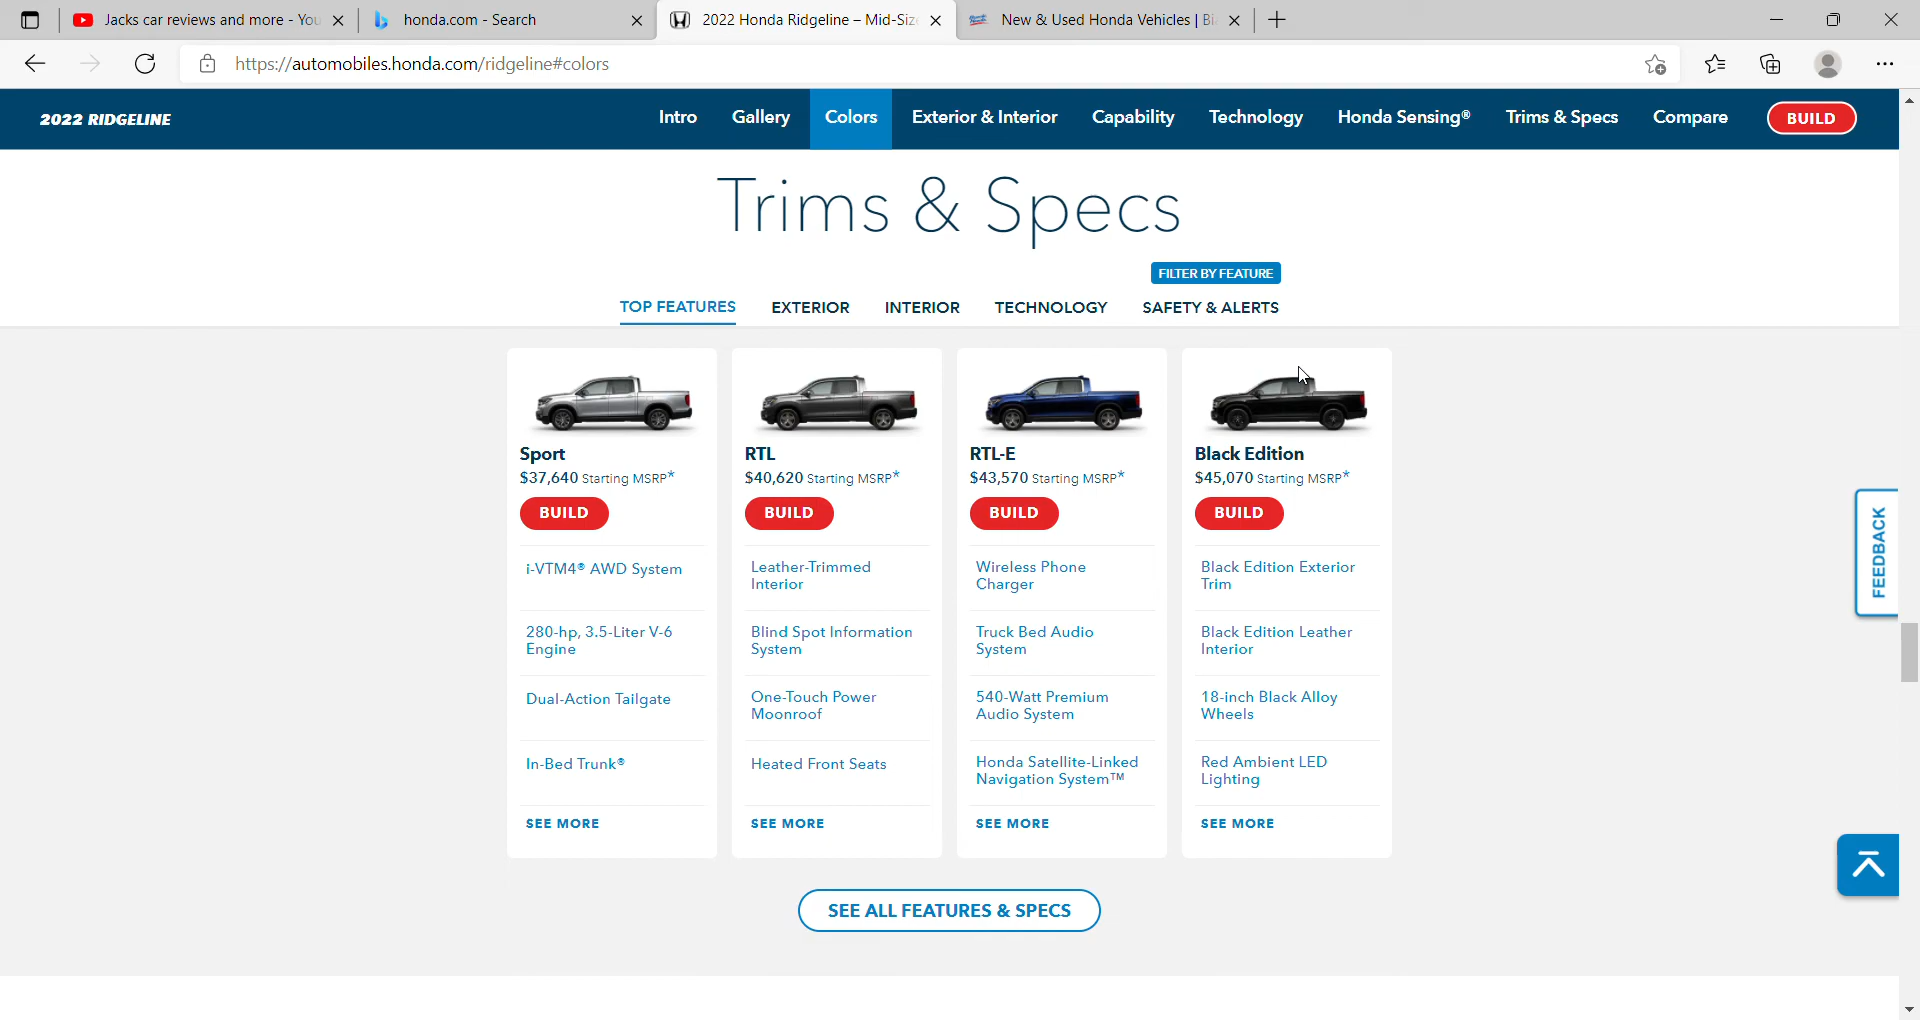 Jacks car reviews and more - You
honda.com - Search
2022 Honda Ridgeline – Mid-Siz
New & Used Honda Vehicles | Bi
https://automobiles.honda.com/ridgeline#colors
2022 RIDGELINE
Intro
Gallery
Colors
Exterior & Interior
Capability
Technology
Honda Sensing®
Trims & Specs
Compare
BUILD
Trims & Specs
FILTER BY FEATURE
TOP FEATURES
EXTERIOR
INTERIOR
TECHNOLOGY
SAFETY & ALERTS
Sport
$37,640 Starting MSRP*
BUILD
i-VTM4® AWD System
280-hp, 3.5-Liter V-6
Engine
Dual-Action Tailgate
In-Bed Trunk®
SEE MORE
RTL
$40,620 Starting MSRP*
BUILD
Leather-Trimmed
Interior
Blind Spot Information
System
One-Touch Power
Moonroof
Heated Front Seats
SEE MORE
RTL-E
$43,570 Starting MSRP*
BUILD
Wireless Phone
Charger
Truck Bed Audio
System
540-Watt Premium
Audio System
Honda Satellite-Linked
Navigation System™
SEE MORE
Black Edition
$45,070 Starting MSRP*
BUILD
Black Edition Exterior
Trim
Black Edition Leather
Interior
18-inch Black Alloy
Wheels
Red Ambient LED
Lighting
SEE MORE
FEEDBACK
SEE ALL FEATURES & SPECS